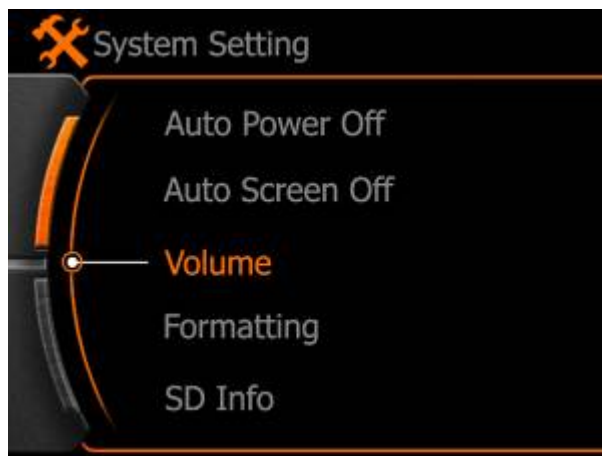 System Setting
Auto Power Off
Auto Screen Off
Volume
Formatting
SD Info